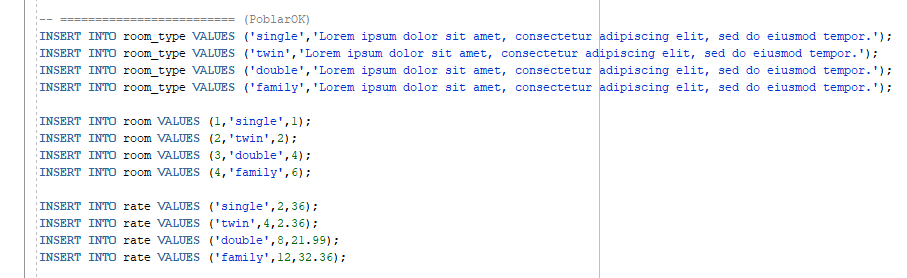 -- ========================= (PoblarOK)
INSERT INTO room_type VALUES ('single','Lorem ipsum dolor sit amet, consectetur adipiscing elit, sed do eiusmod tempor.');
INSERT INTO room_type VALUES ('twin','Lorem ipsum dolor sit amet, consectetur adipiscing elit, sed do eiusmod tempor.');
INSERT INTO room_type VALUES ('double','Lorem ipsum dolor sit amet, consectetur adipiscing elit, sed do eiusmod tempor.');
INSERT INTO room_type VALUES ('family','Lorem ipsum dolor sit amet, consectetur adipiscing elit, sed do eiusmod tempor.');
INSERT INTO room VALUES (1,'single',1);
INSERT INTO room VALUES (2,'twin',2);
INSERT INTO room VALUES (3,'double',4);
INSERT INTO room VALUES (4,'family',6);
INSERT INTO rate VALUES ('single',2,36);
INSERT INTO rate VALUES ('twin',4,2.36);
INSERT INTO rate VALUES ('double',8,21.99);
INSERT INTO rate VALUES ('family',12,32.36);